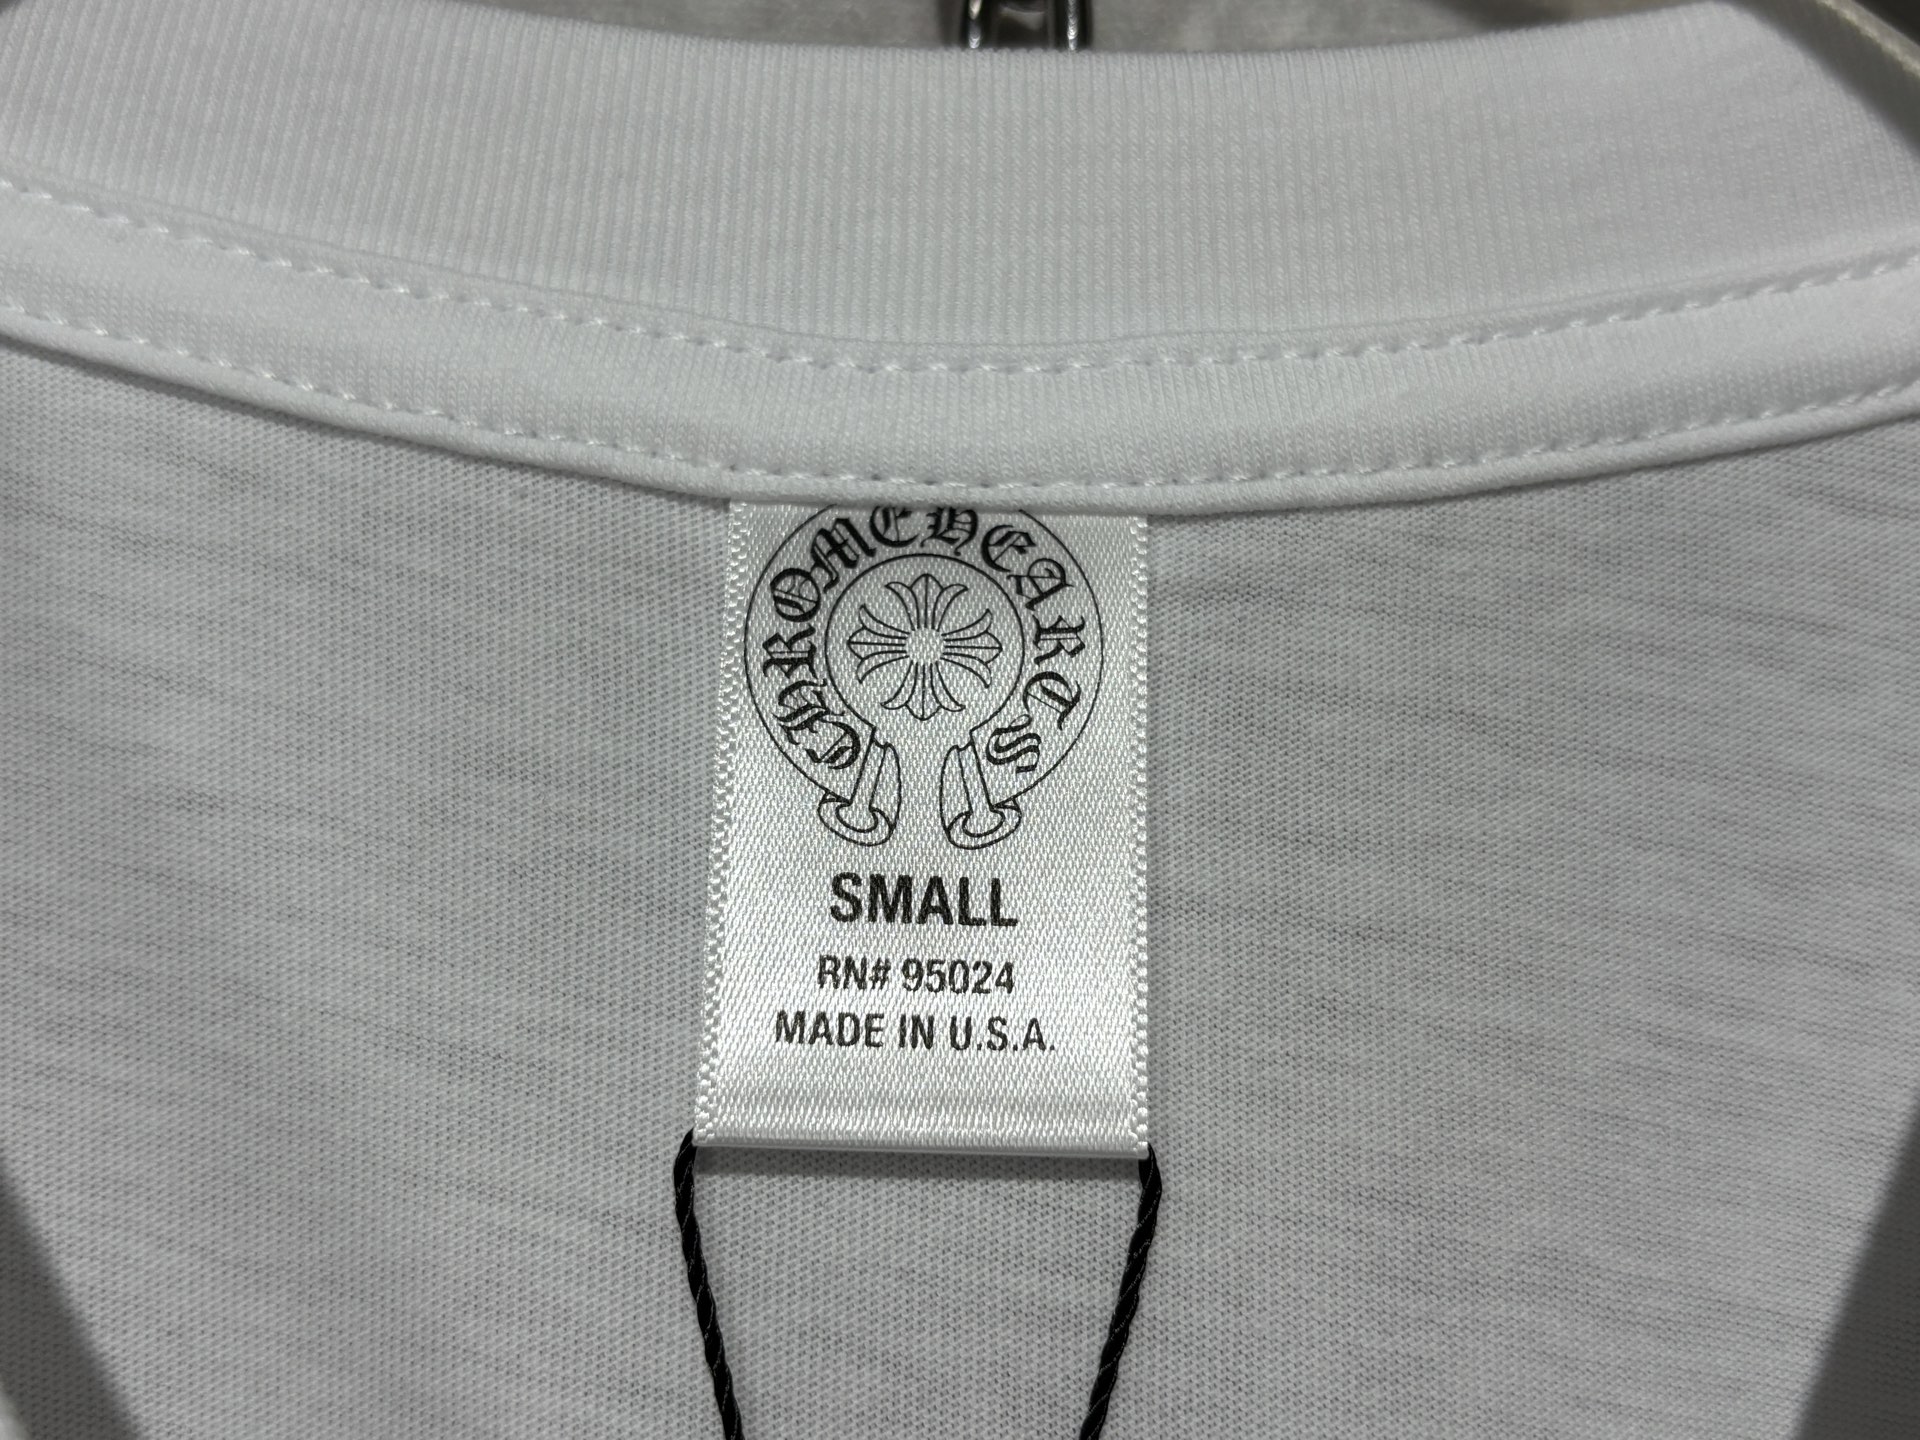 CHROME HEARTS
SMALL
RN# 95024
MADE IN U.S.A.